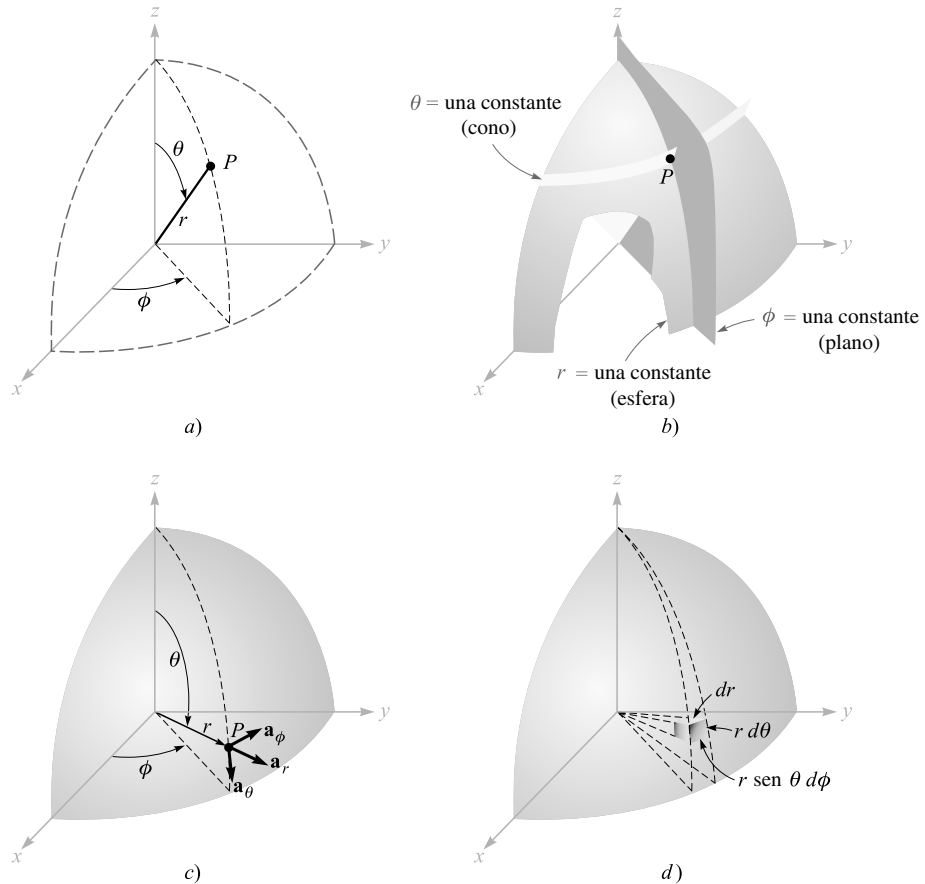 z
θ
P
r
y
ϕ
x
a)
z
θ = una constante
(cono)
P
y
ϕ = una constante
(plano)
r = una constante
(esfera)
x
b)
z
θ
r
P
a_ϕ
a_r
a_θ
y
ϕ
x
c)
z
dr
y
r dθ
r sen θ dϕ
x
d)